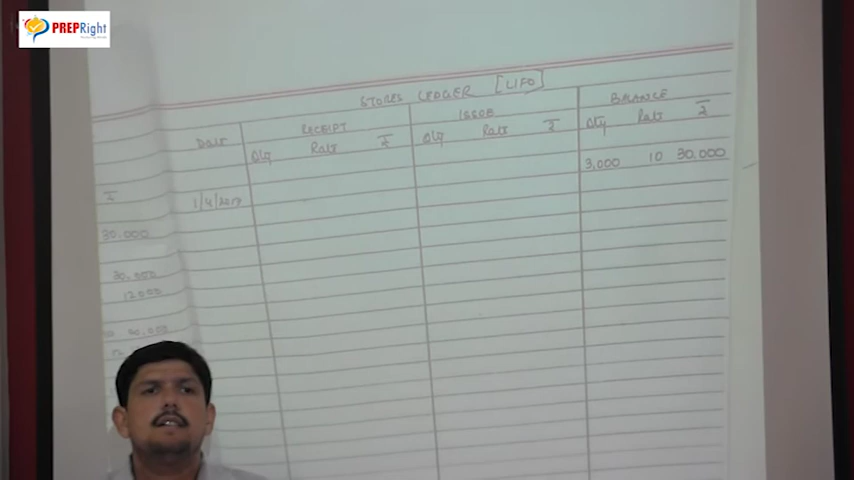 PREPRight
STORES LEDGER [LIFO]
DATE RECEIPT ISSUE BALANCE
Qty Rate ₹ Qty Rate ₹ Qty Rate ₹
3,000 10 30,000
₹ 1/4/2017
30,000
30,000
12000